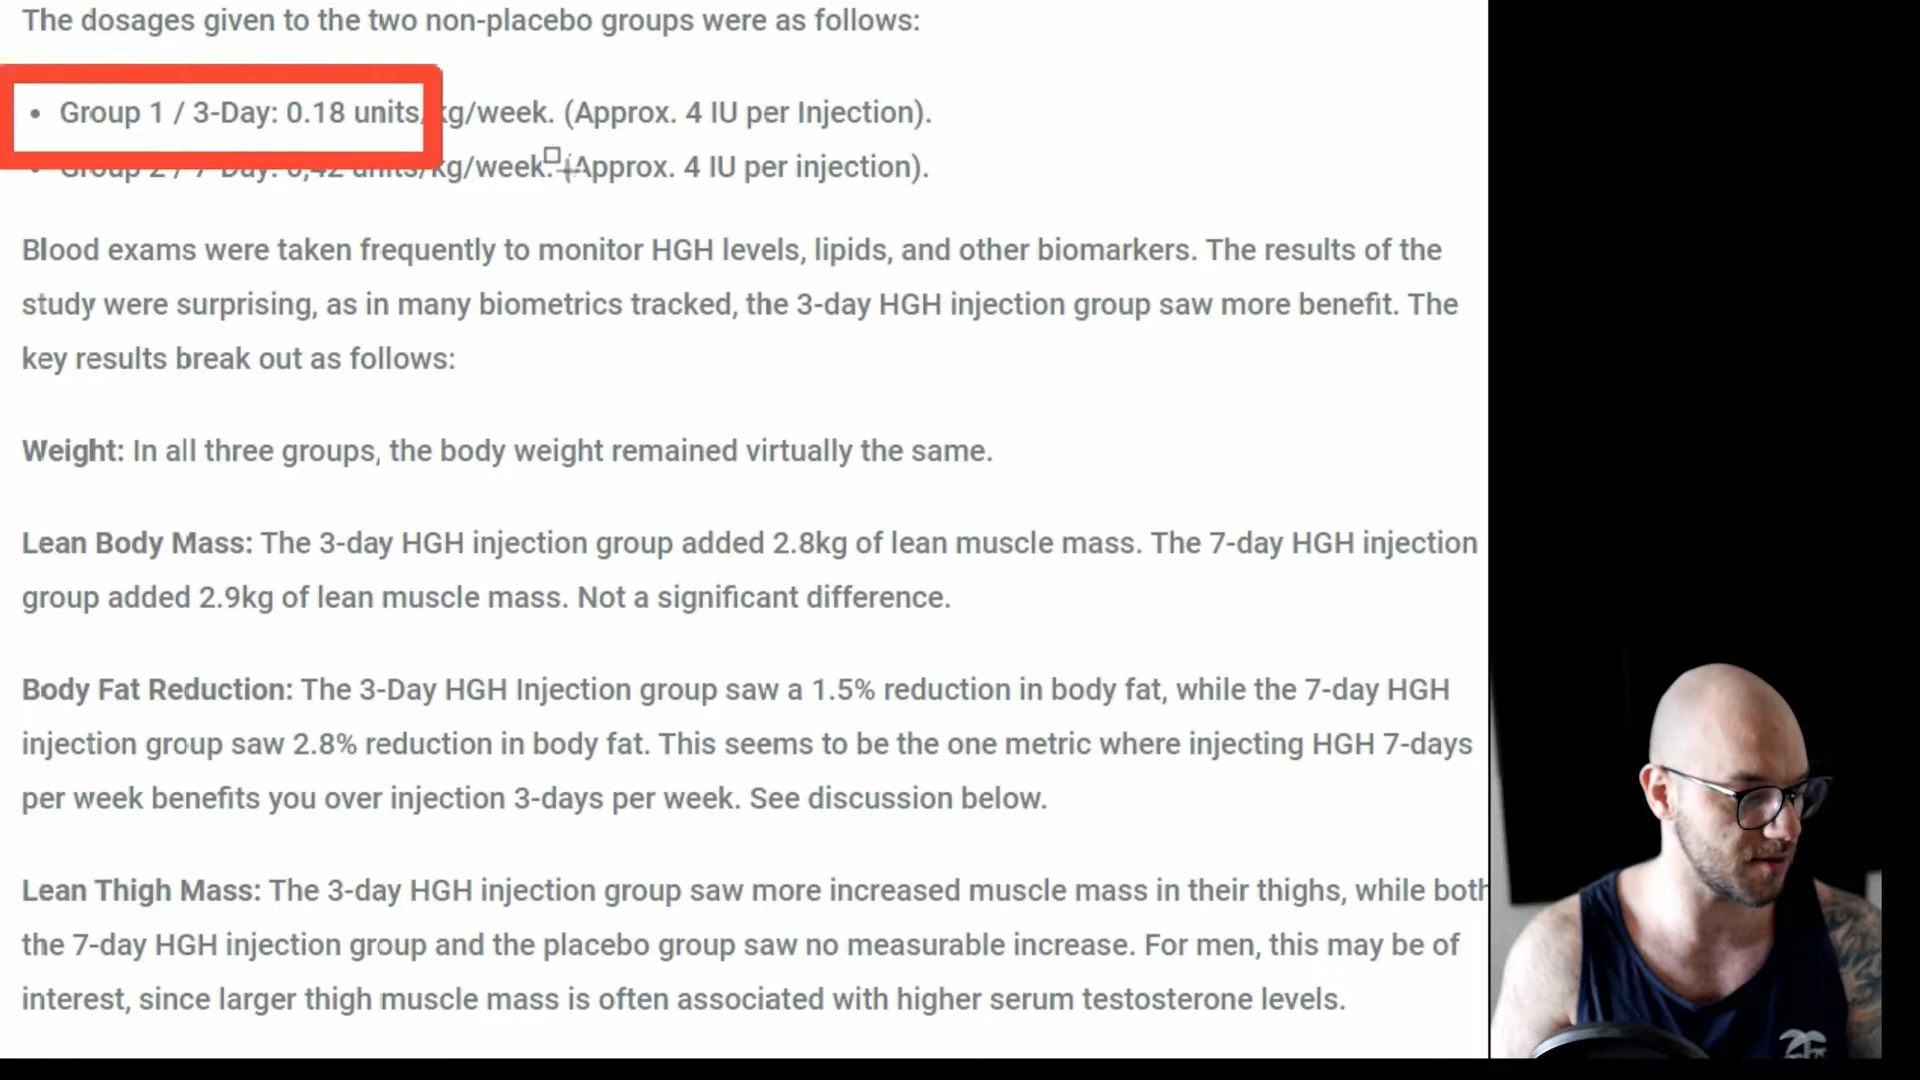 The dosages given to the two non-placebo groups were as follows:
• Group 1 / 3-Day: 0.18 units/kg/week. (Approx. 4 IU per Injection).
• Group 2 / 7-Day: 0,42 units/kg/week. (Approx. 4 IU per injection).
Blood exams were taken frequently to monitor HGH levels, lipids, and other biomarkers. The results of the
study were surprising, as in many biometrics tracked, the 3-day HGH injection group saw more benefit. The
key results break out as follows:
Weight: In all three groups, the body weight remained virtually the same.
Lean Body Mass: The 3-day HGH injection group added 2.8kg of lean muscle mass. The 7-day HGH injection
group added 2.9kg of lean muscle mass. Not a significant difference.
Body Fat Reduction: The 3-Day HGH Injection group saw a 1.5% reduction in body fat, while the 7-day HGH
injection group saw 2.8% reduction in body fat. This seems to be the one metric where injecting HGH 7-days
per week benefits you over injection 3-days per week. See discussion below.
Lean Thigh Mass: The 3-day HGH injection group saw more increased muscle mass in their thighs, while both
the 7-day HGH injection group and the placebo group saw no measurable increase. For men, this may be of
interest, since larger thigh muscle mass is often associated with higher serum testosterone levels.